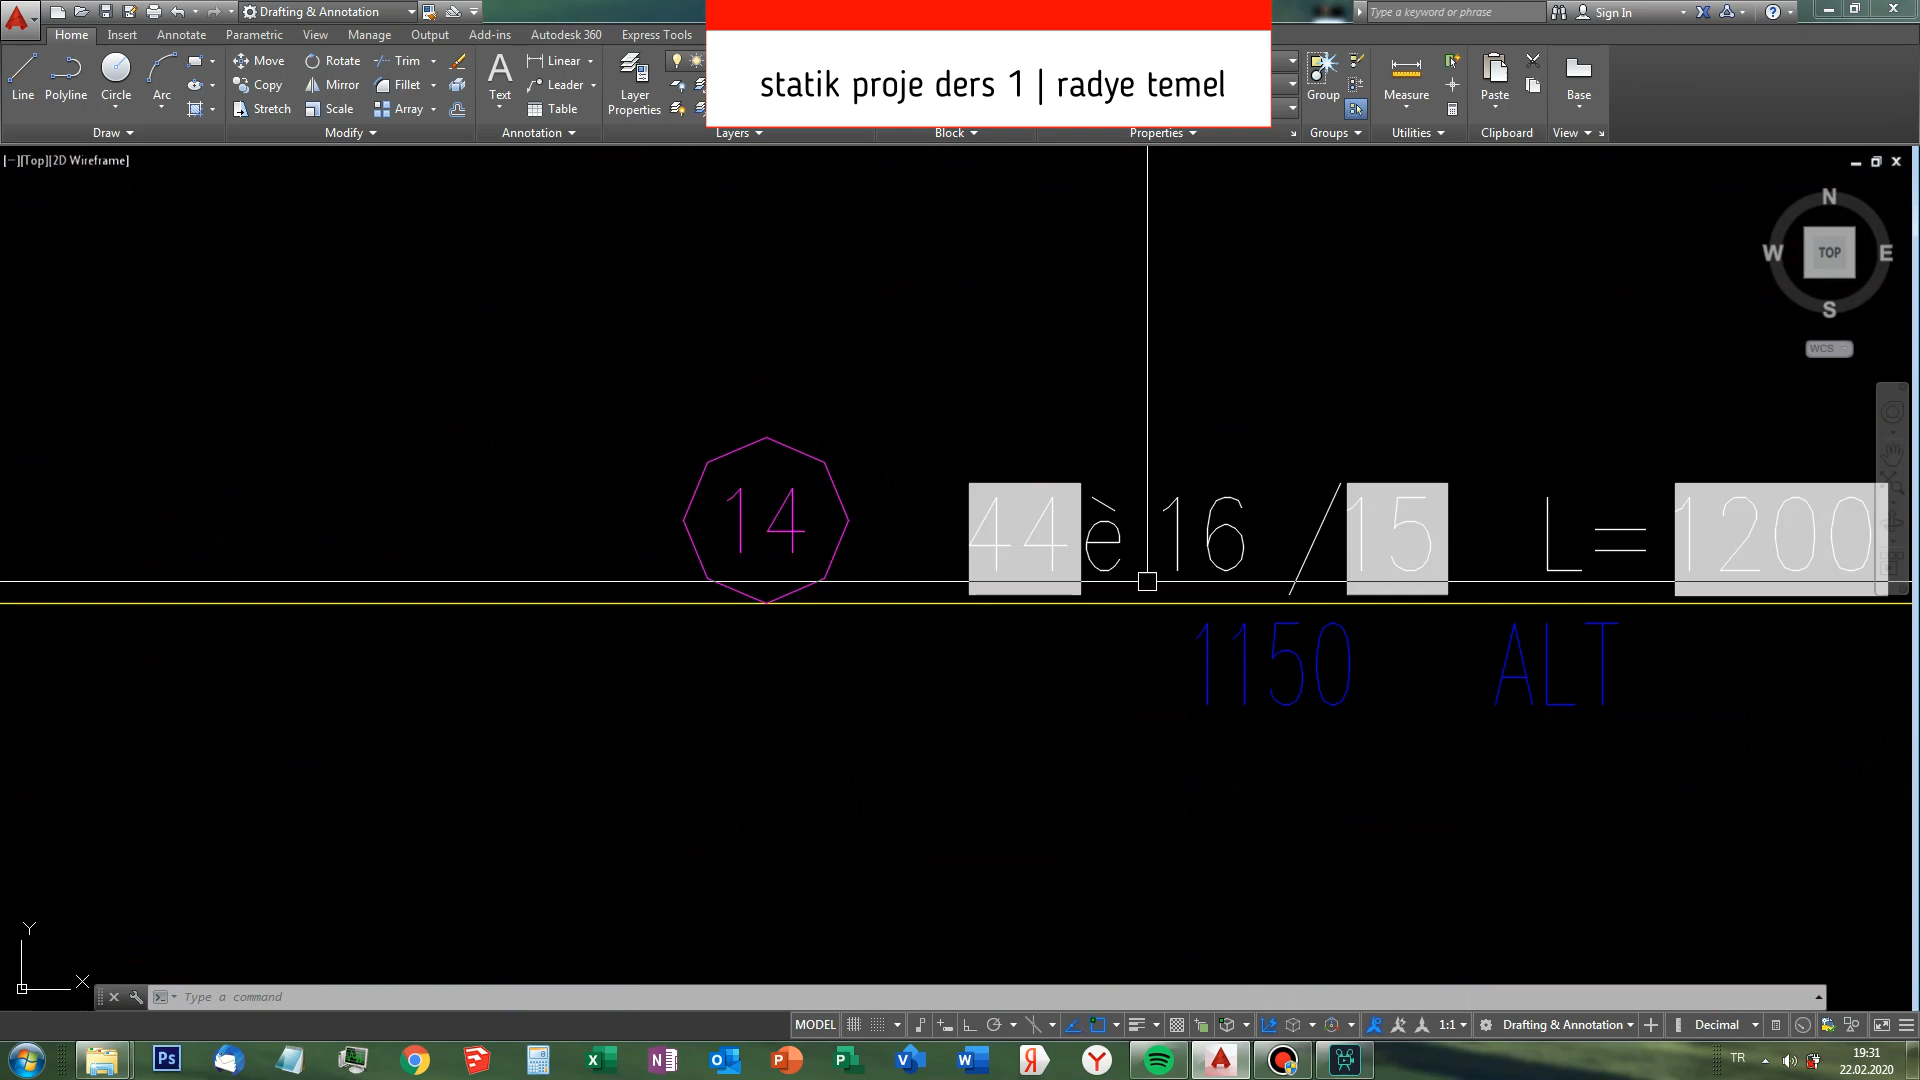 Drafting & Annotation
Type a keyword or phrase
Sign In
Home Insert Annotate Parametric View Manage Output Add-ins Autodesk 360 Express Tools
statik proje ders 1 | radye temel
Line Polyline Circle Arc
Move Rotate Trim
Copy Mirror Fillet
Stretch Scale Array
Text
Linear
Leader
Table
Layer
Properties
Group
Measure
Paste
Base
Draw Modify Annotation Layers Block Properties Groups Utilities Clipboard View
[−][Top][2D Wireframe]
N
W TOP E
S
WCS
14 44è16 /15 L= 1200
1150 ALT
Y
X
Type a command
MODEL 1:1 Drafting & Annotation Decimal
TR
19:31
22.02.2020